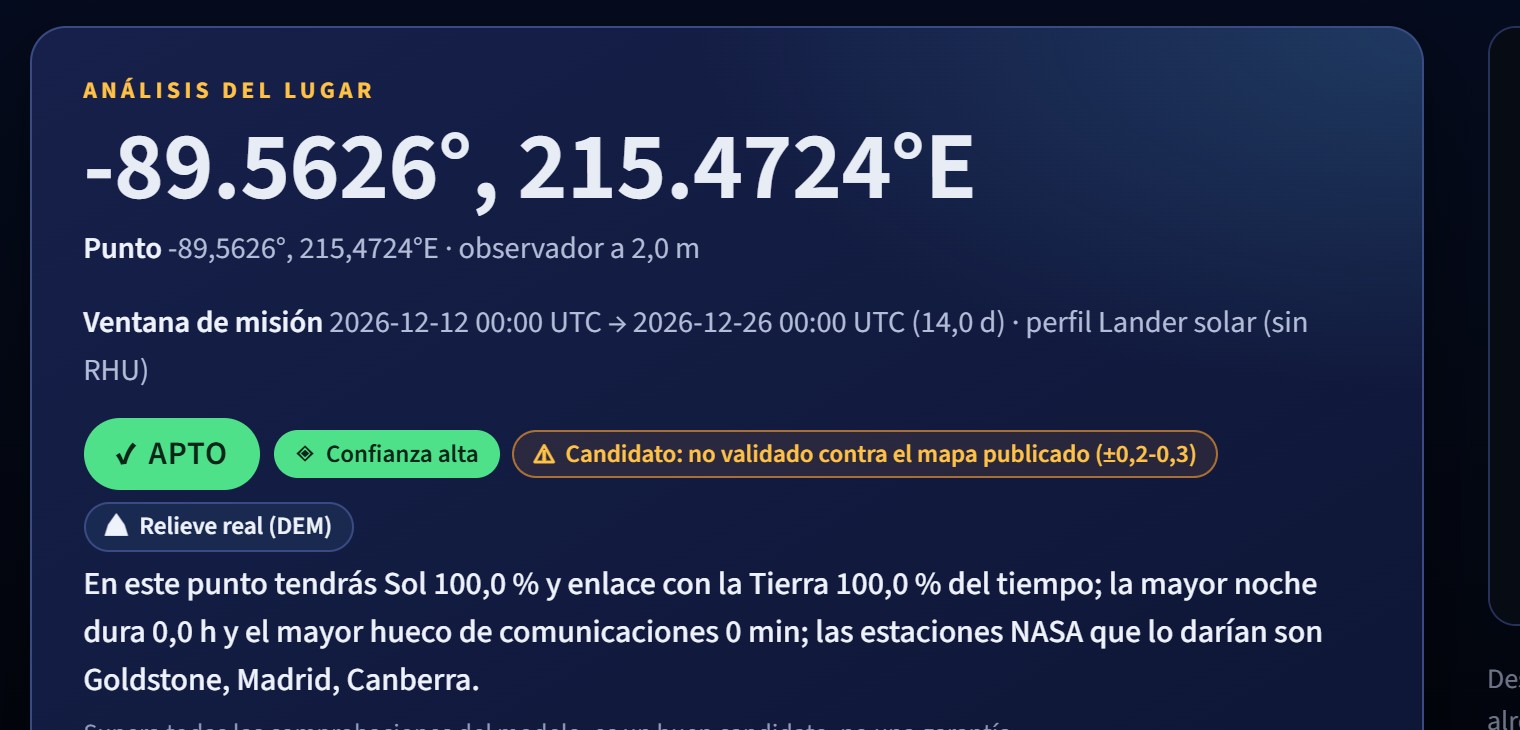 ANÁLISIS DEL LUGAR
-89.5626°, 215.4724°E
Punto -89,5626°, 215,4724°E · observador a 2,0 m
Ventana de misión 2026-12-12 00:00 UTC → 2026-12-26 00:00 UTC (14,0 d) · perfil Lander solar (sin
RHU)
✓ APTO
◈ Confianza alta
⚠ Candidato: no validado contra el mapa publicado (±0,2-0,3)
Relieve real (DEM)
En este punto tendrás Sol 100,0 % y enlace con la Tierra 100,0 % del tiempo; la mayor noche
dura 0,0 h y el mayor hueco de comunicaciones 0 min; las estaciones NASA que lo darían son
Goldstone, Madrid, Canberra.